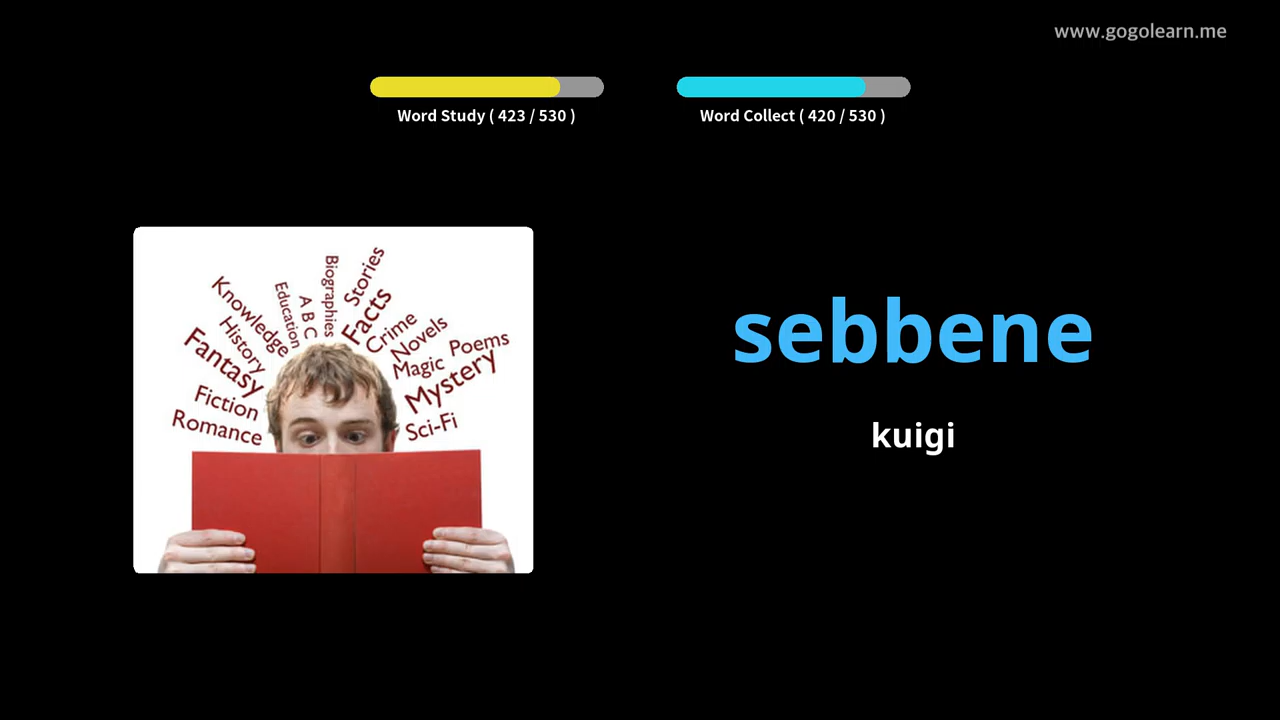 www.gogolearn.me
Word Study ( 423 / 530 )
Word Collect ( 420 / 530 )
sebbene
kuigi
Stories
Biographies
Facts
Education
A B C
Knowledge
Crime
Novels
History
Poems
Magic
Fantasy
Mystery
Fiction
Sci-Fi
Romance